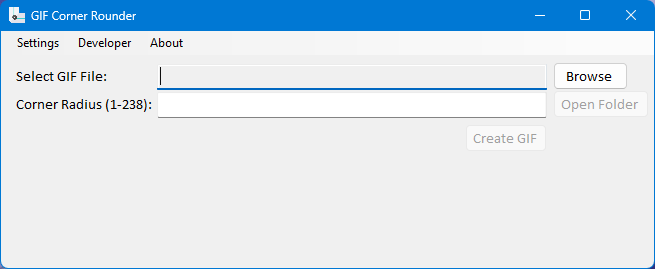 GIF Corner Rounder
Settings Developer About
Select GIF File: Browse
Corner Radius (1-238): Open Folder
Create GIF